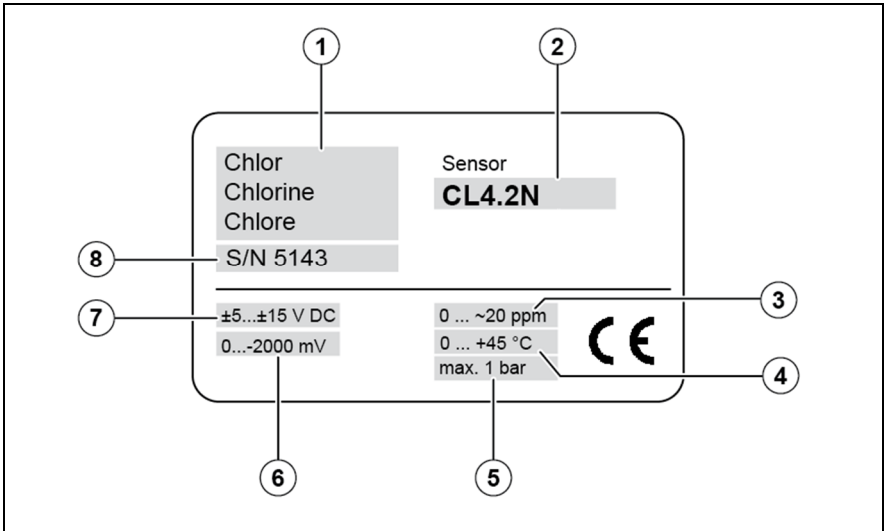 1
2
Chlor
Chlorine
Chlore
Sensor
CL4.2N
8
S/N 5143
3
7
±5...±15 V DC
0 ... ~20 ppm
0...-2000 mV
0 ... +45 °C
CE
max. 1 bar
4
6
5